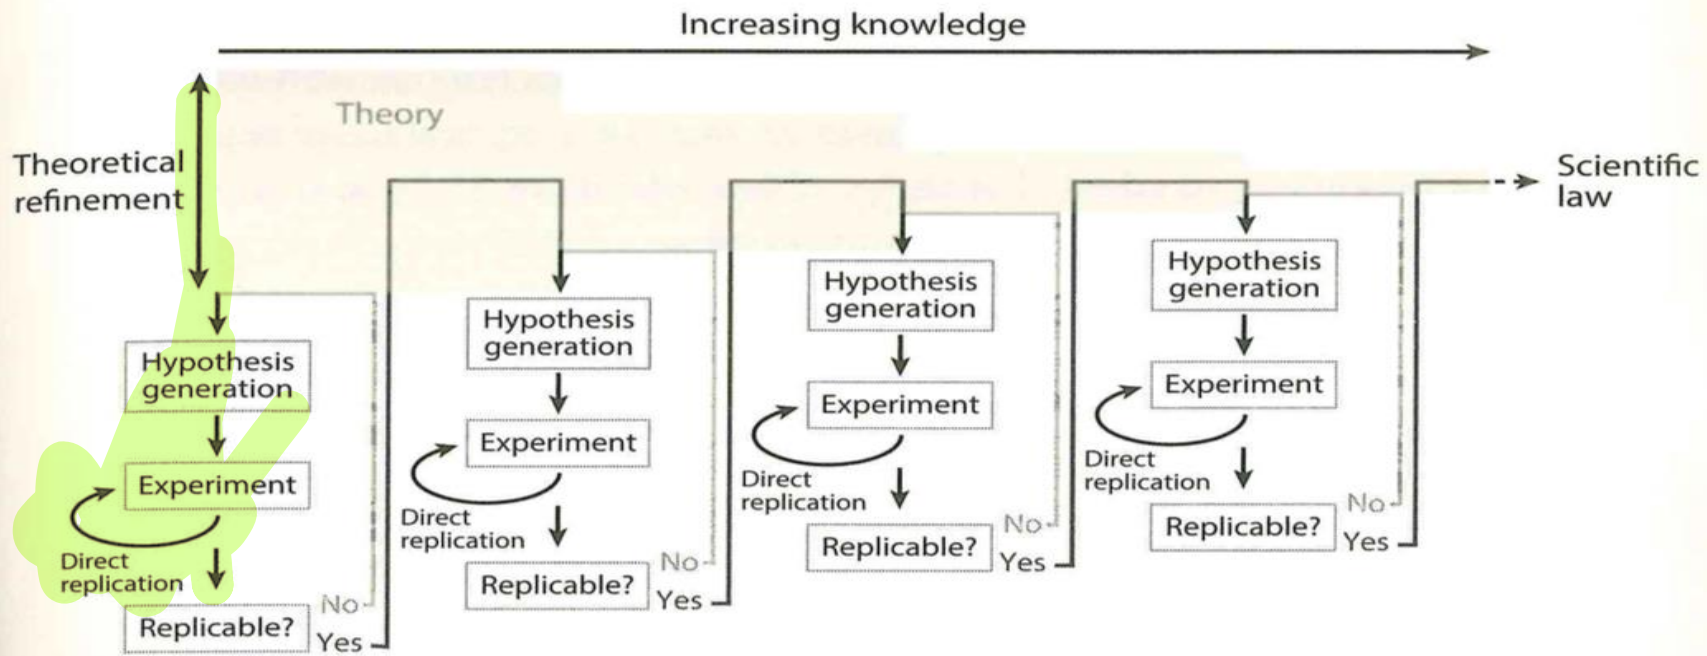 Increasing knowledge
Theory
Theoretical
refinement
Scientific
law
Hypothesis
generation
Experiment
Direct
replication
Replicable?
No
Yes
Hypothesis
generation
Experiment
Direct
replication
Replicable?
No
Yes
Hypothesis
generation
Experiment
Direct
replication
Replicable?
No
Yes
Hypothesis
generation
Experiment
Direct
replication
Replicable?
No
Yes